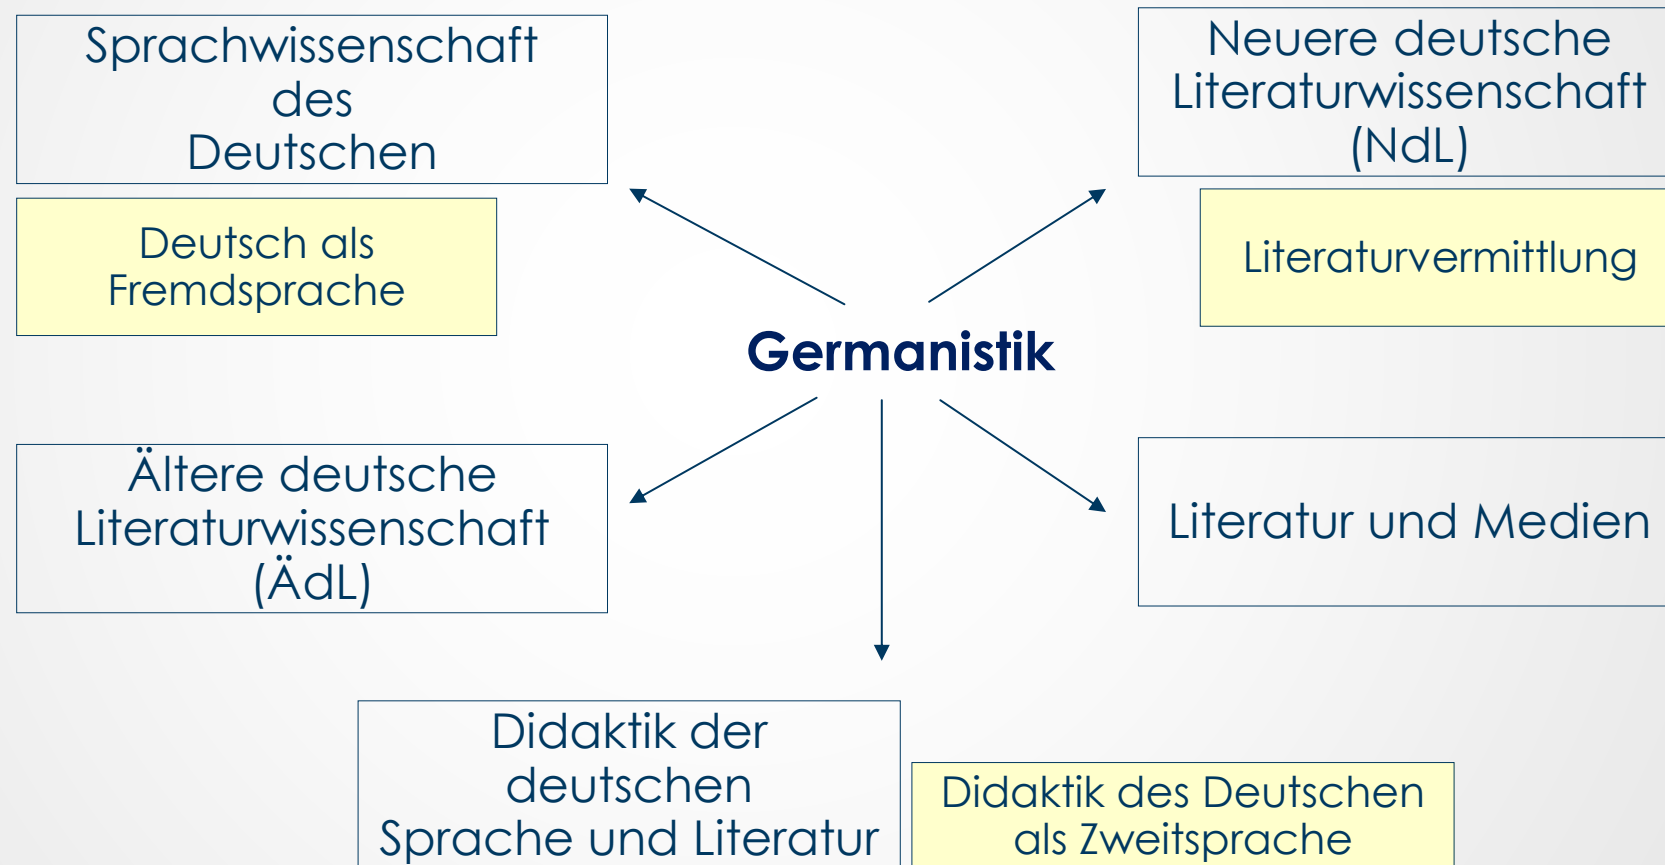 Sprachwissenschaft
des
Deutschen
Deutsch als
Fremdsprache
Neuere deutsche
Literaturwissenschaft
(NdL)
Literaturvermittlung
Germanistik
Ältere deutsche
Literaturwissenschaft
(ÄdL)
Literatur und Medien
Didaktik der
deutschen
Sprache und Literatur
Didaktik des Deutschen
als Zweitsprache